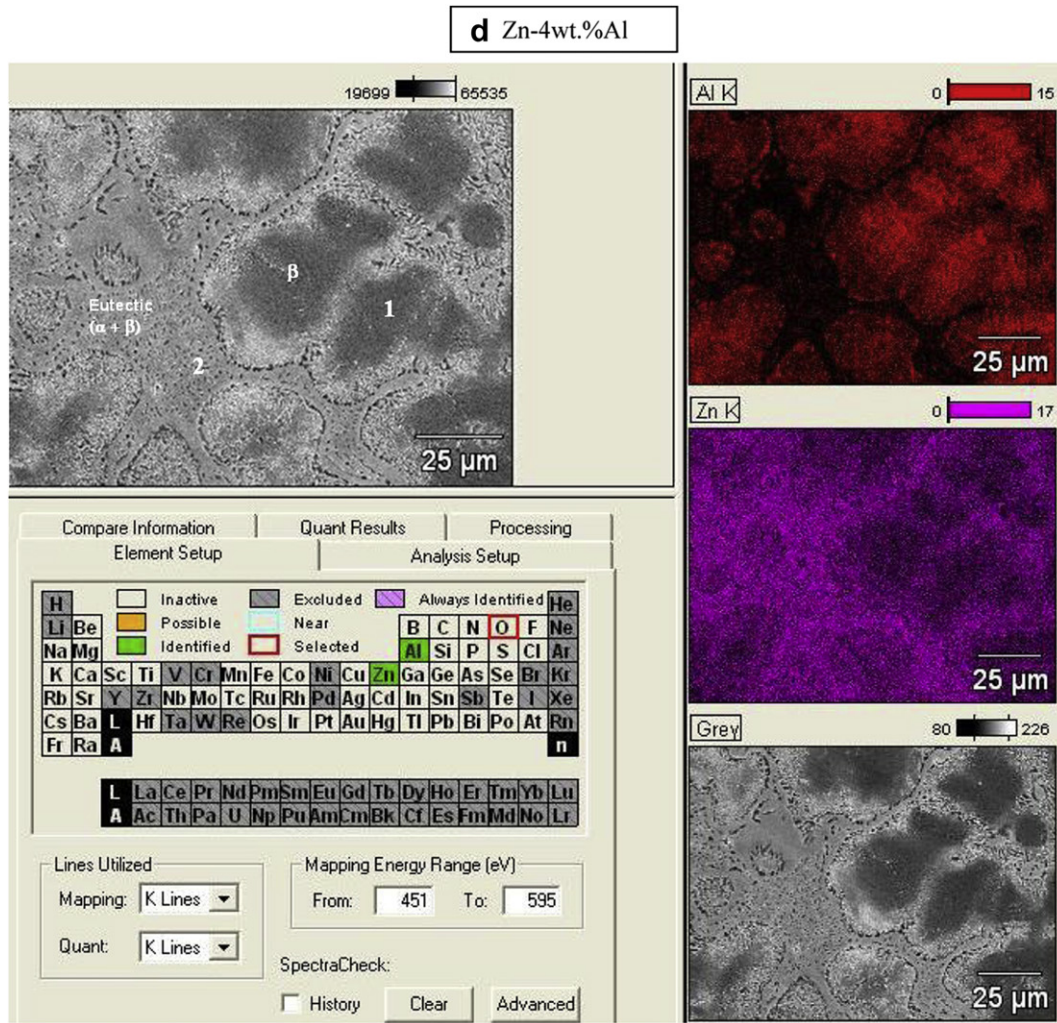 d Zn-4wt.%Al
19699 65535
β
1
Eutectic
(α + β)
2
25 μm
Al K 0 15
25 μm
Zn K 0 17
25 μm
Grey 80 226
25 μm
Compare Information Quant Results Processing
Element Setup Analysis Setup
H Inactive Excluded Always Identified He
Li Be Possible Near B C N O F Ne
Na Mg Identified Selected Al Si P S Cl Ar
K Ca Sc Ti V Cr Mn Fe Co Ni Cu Zn Ga Ge As Se Br Kr
Rb Sr Y Zr Nb Mo Tc Ru Rh Pd Ag Cd In Sn Sb Te I Xe
Cs Ba L Hf Ta W Re Os Ir Pt Au Hg Tl Pb Bi Po At Rn
Fr Ra A n
L La Ce Pr Nd Pm Sm Eu Gd Tb Dy Ho Er Tm Yb Lu
A Ac Th Pa U Np Pu Am Cm Bk Cf Es Fm Md No Lr
Lines Utilized
Mapping: K Lines
Quant: K Lines
Mapping Energy Range (eV)
From: 451 To: 595
SpectraCheck:
History Clear Advanced